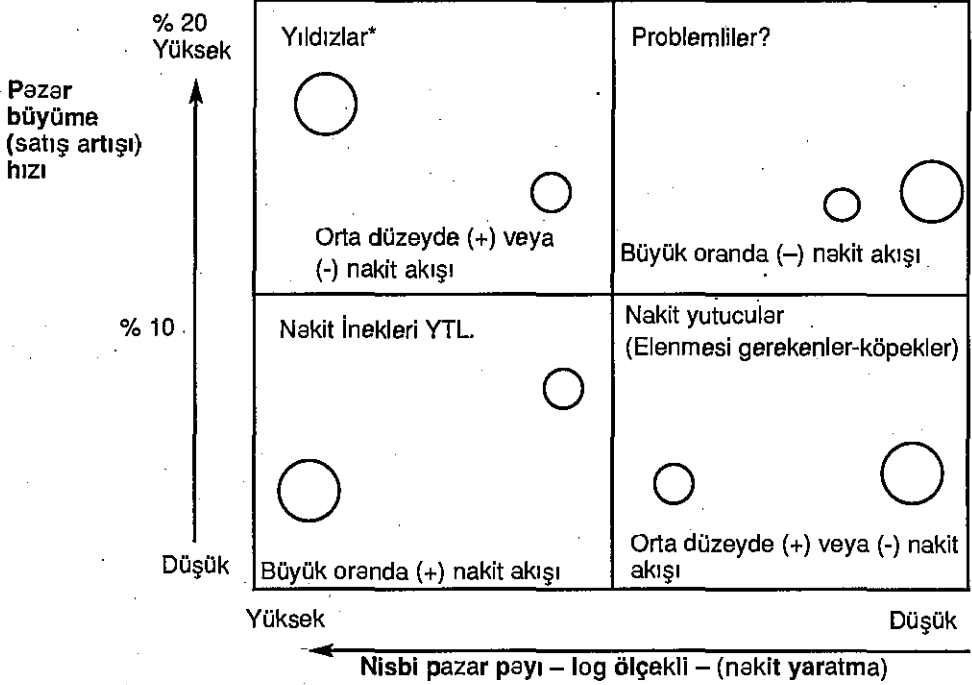 % 20
Yüksek
Pazar
büyüme
(satış artışı)
hızı
Yıldızlar*
Orta düzeyde (+) veya
(-) nakit akışı
Problemliler?
Büyük oranda (–) nakit akışı
% 10
Nakit İnekleri YTL.
Büyük oranda (+) nakit akışı
Nakit yutucular
(Elenmesi gerekenler-köpekler)
Orta düzeyde (+) veya (-) nakit
akışı
Düşük
Yüksek
Düşük
Nisbi pazar payı – log ölçekli – (nakit yaratma)